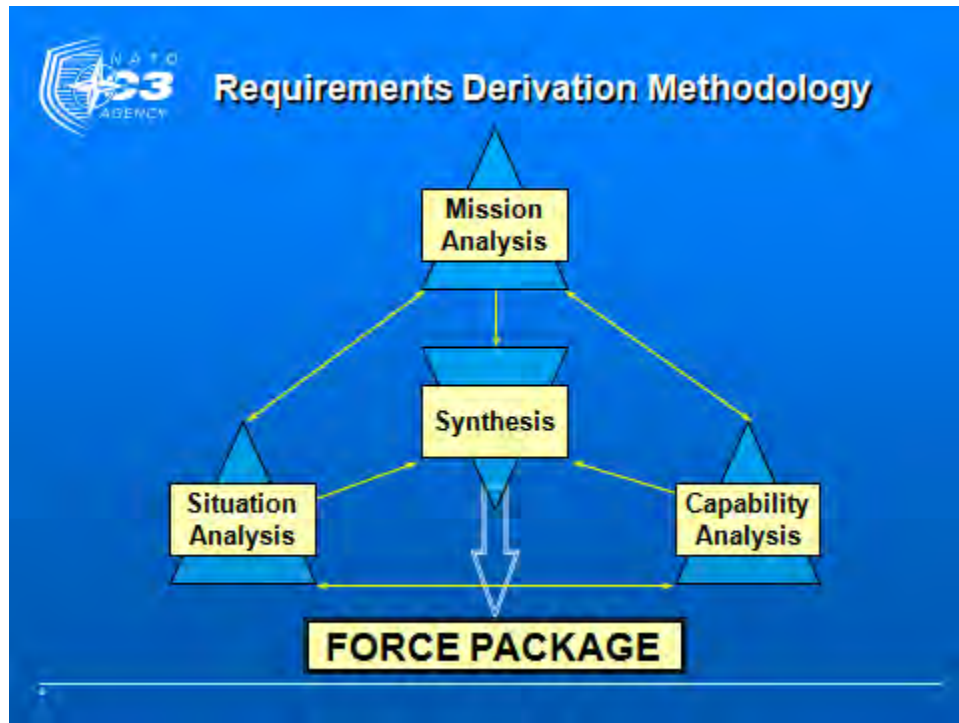 NATO
C3
AGENCY
Requirements Derivation Methodology
Mission
Analysis
Synthesis
Situation
Analysis
Capability
Analysis
FORCE PACKAGE